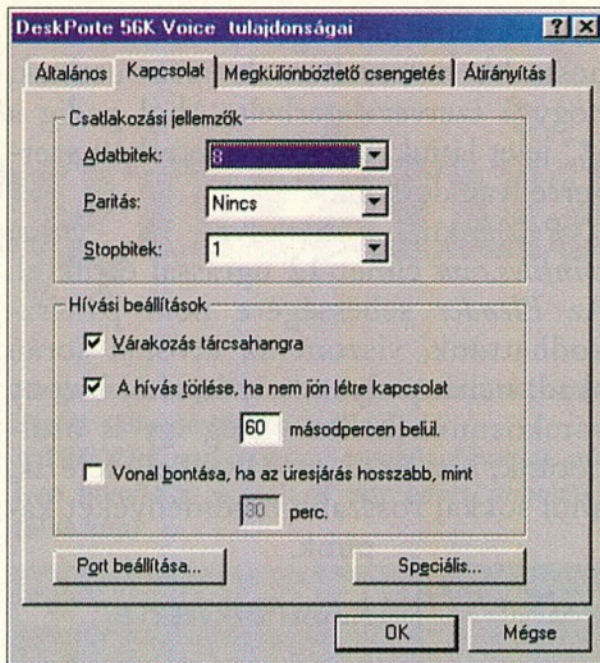 DeskPorte 56K Voice tulajdonságai
Általános Kapcsolat Megkülönböztető csengetés Átirányítás
Csatlakozási jellemzők
Adatbitek: 8
Paritás: Nincs
Stopbitek: 1
Hívási beállítások
Várakozás tárcsahangra
A hívás törlése, ha nem jön létre kapcsolat
60 másodpercen belül.
Vonal bontása, ha az üresjárás hosszabb, mint
30 perc.
Port beállítása... Speciális...
OK Mégse